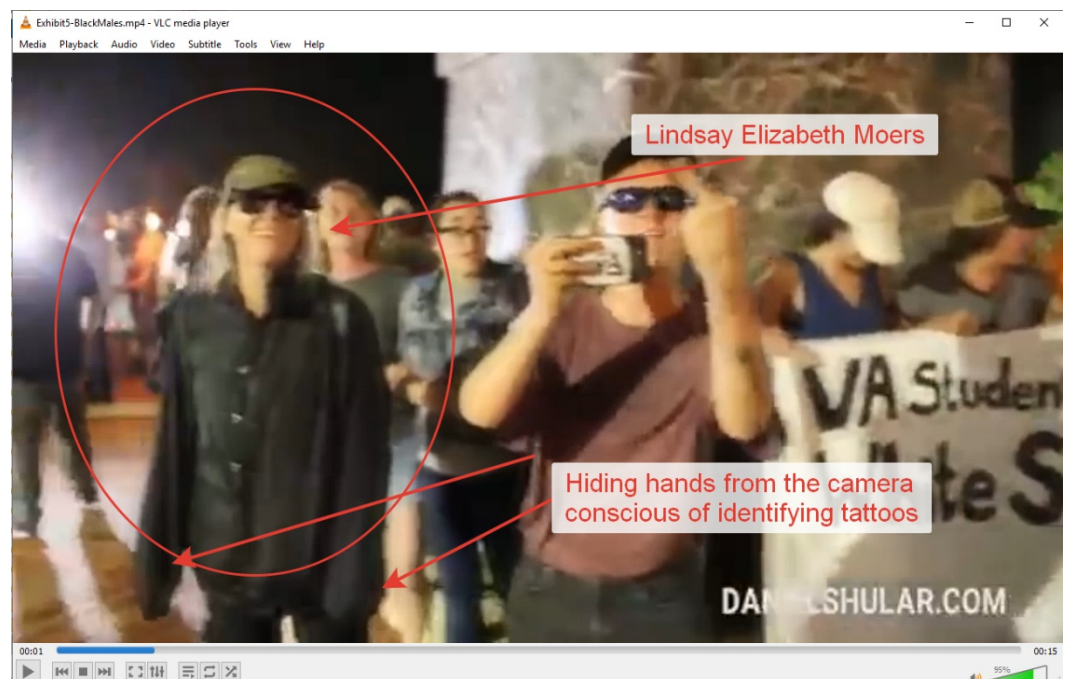 Exhibit5-BlackMales.mp4 - VLC media player
Media Playback Audio Video Subtitle Tools View Help
Lindsay Elizabeth Moers
VA Studen
Hiding hands from the camera
conscious of identifying tattoos
te S
SHULAR.COM
00:01
00:15
95%